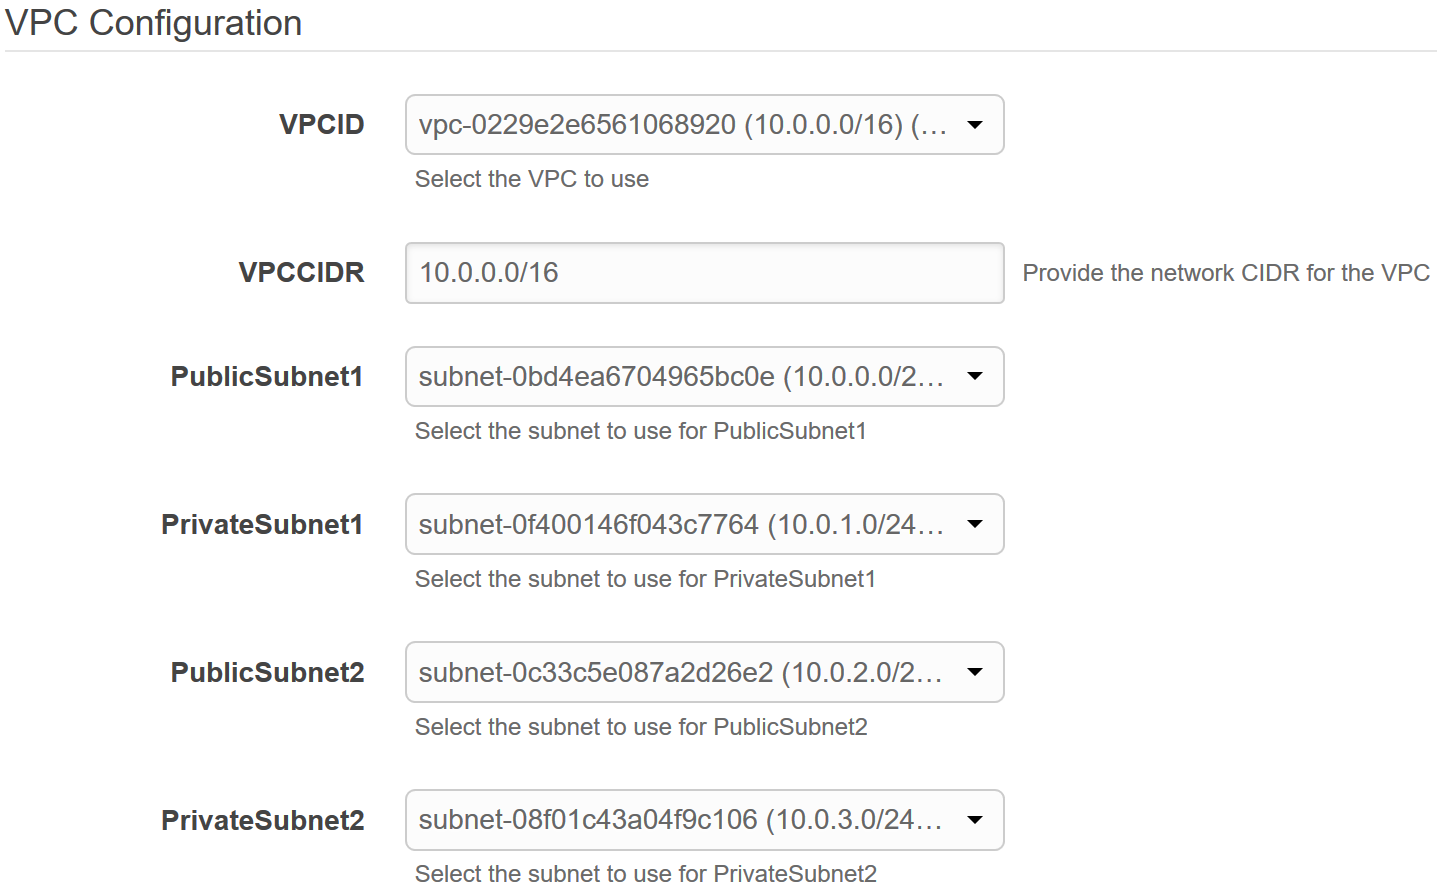 VPC Configuration
VPCID
vpc-0229e2e6561068920 (10.0.0.0/16) (…
Select the VPC to use
VPCCIDR
10.0.0.0/16
Provide the network CIDR for the VPC
PublicSubnet1
subnet-0bd4ea6704965bc0e (10.0.0.0/2…
Select the subnet to use for PublicSubnet1
PrivateSubnet1
subnet-0f400146f043c7764 (10.0.1.0/24…
Select the subnet to use for PrivateSubnet1
PublicSubnet2
subnet-0c33c5e087a2d26e2 (10.0.2.0/2…
Select the subnet to use for PublicSubnet2
PrivateSubnet2
subnet-08f01c43a04f9c106 (10.0.3.0/24…
Select the subnet to use for PrivateSubnet2